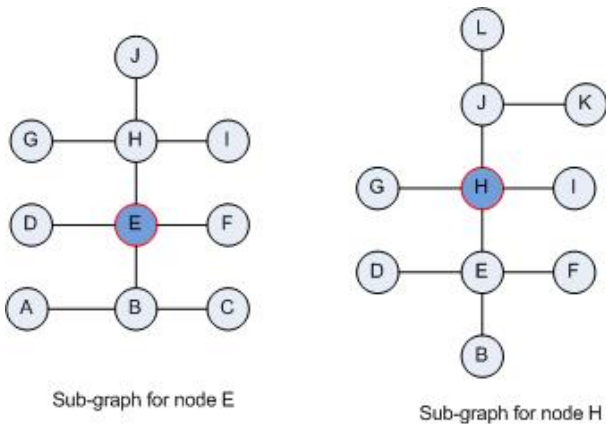 J
G H I
D E F
A B C
Sub-graph for node E
L
J K
G H I
D E F
B
Sub-graph for node H